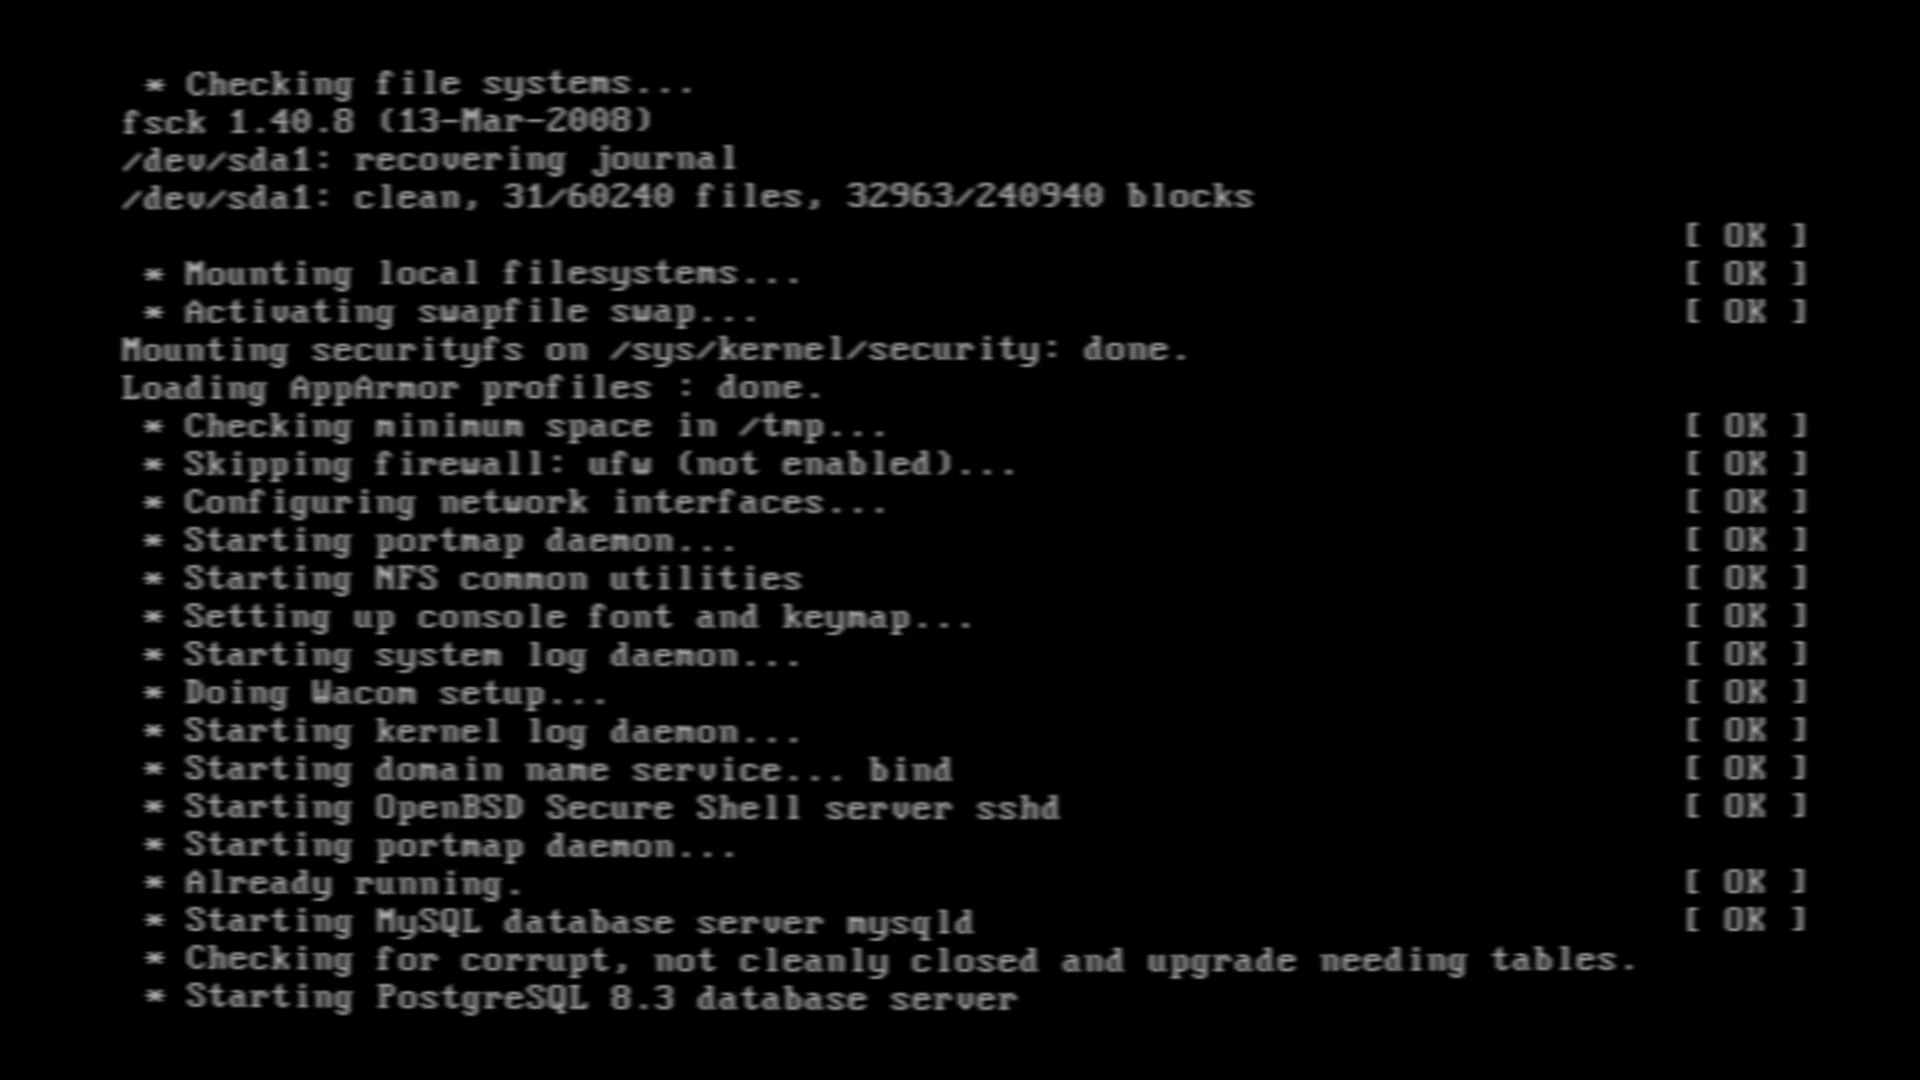 * Checking file systems...
fsck 1.40.8 (13-Mar-2008)
/dev/sda1: recovering journal
/dev/sda1: clean, 31/60240 files, 32963/240940 blocks
[ OK ]
* Mounting local filesystems... [ OK ]
* Activating swapfile swap... [ OK ]
Mounting securityfs on /sys/kernel/security: done.
Loading AppArmor profiles : done.
* Checking minimum space in /tmp... [ OK ]
* Skipping firewall: ufw (not enabled)... [ OK ]
* Configuring network interfaces... [ OK ]
* Starting portmap daemon... [ OK ]
* Starting NFS common utilities [ OK ]
* Setting up console font and keymap... [ OK ]
* Starting system log daemon... [ OK ]
* Doing Wacom setup... [ OK ]
* Starting kernel log daemon... [ OK ]
* Starting domain name service... bind [ OK ]
* Starting OpenBSD Secure Shell server sshd [ OK ]
* Starting portmap daemon...
* Already running. [ OK ]
* Starting MySQL database server mysqld [ OK ]
* Checking for corrupt, not cleanly closed and upgrade needing tables.
* Starting PostgreSQL 8.3 database server